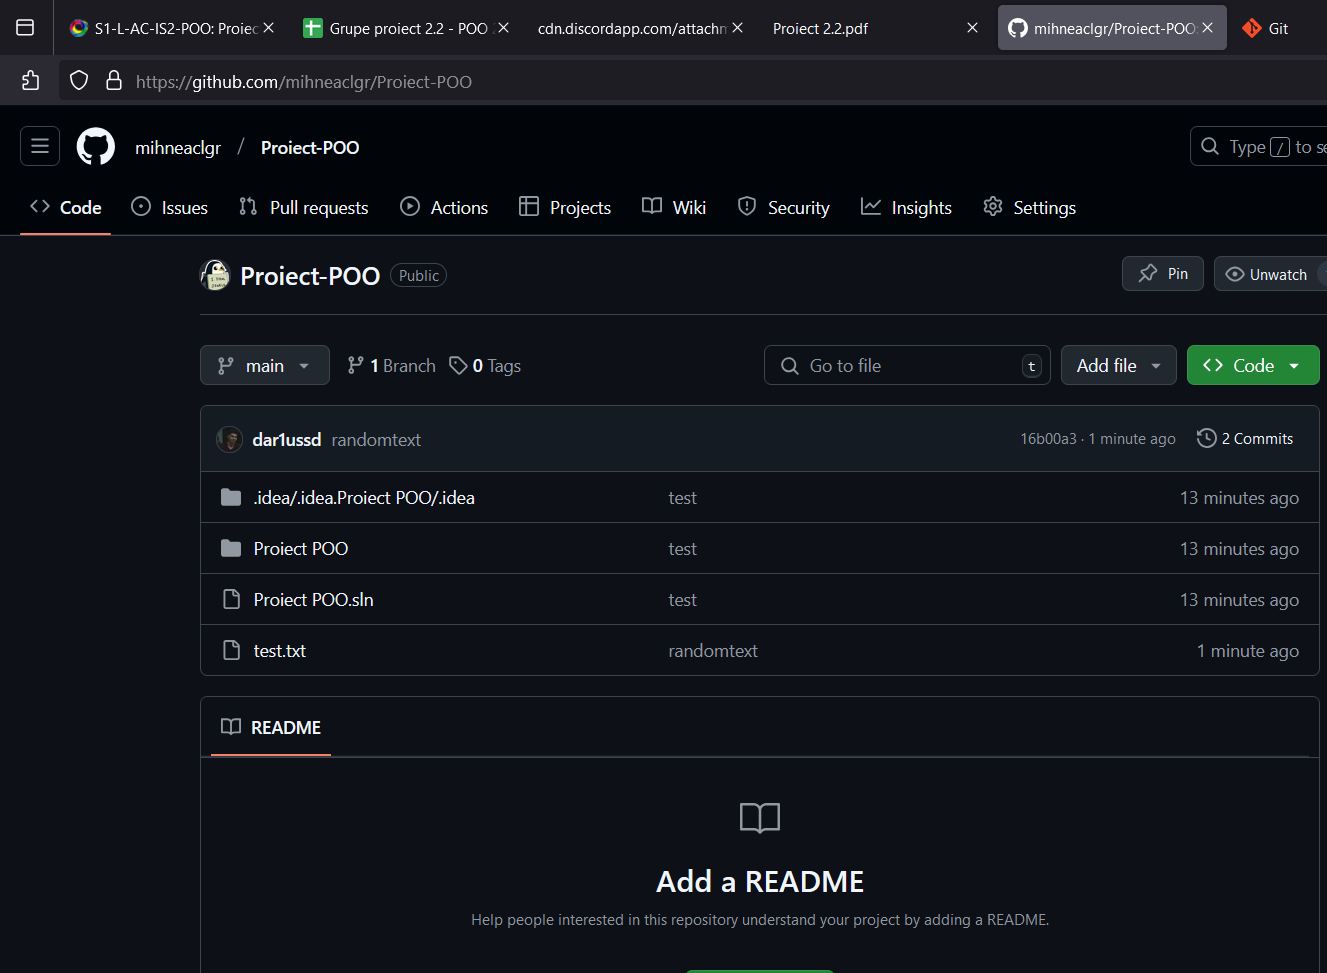 S1-L-AC-IS2-POO: Proiec
Grupe proiect 2.2 - POO
cdn.discordapp.com/attachn
Proiect 2.2.pdf
mihneaclgr/Proiect-POO:
Git
https://github.com/mihneaclgr/Proiect-POO
mihneaclgr / Proiect-POO
Type / to se
Code
Issues
Pull requests
Actions
Projects
Wiki
Security
Insights
Settings
Proiect-POO Public
Pin
Unwatch
main
1 Branch
0 Tags
Go to file t
Add file
Code
dar1ussd randomtext 16b00a3 · 1 minute ago 2 Commits
.idea/.idea.Proiect POO/.idea test 13 minutes ago
Proiect POO test 13 minutes ago
Proiect POO.sln test 13 minutes ago
test.txt randomtext 1 minute ago
README
Add a README
Help people interested in this repository understand your project by adding a README.